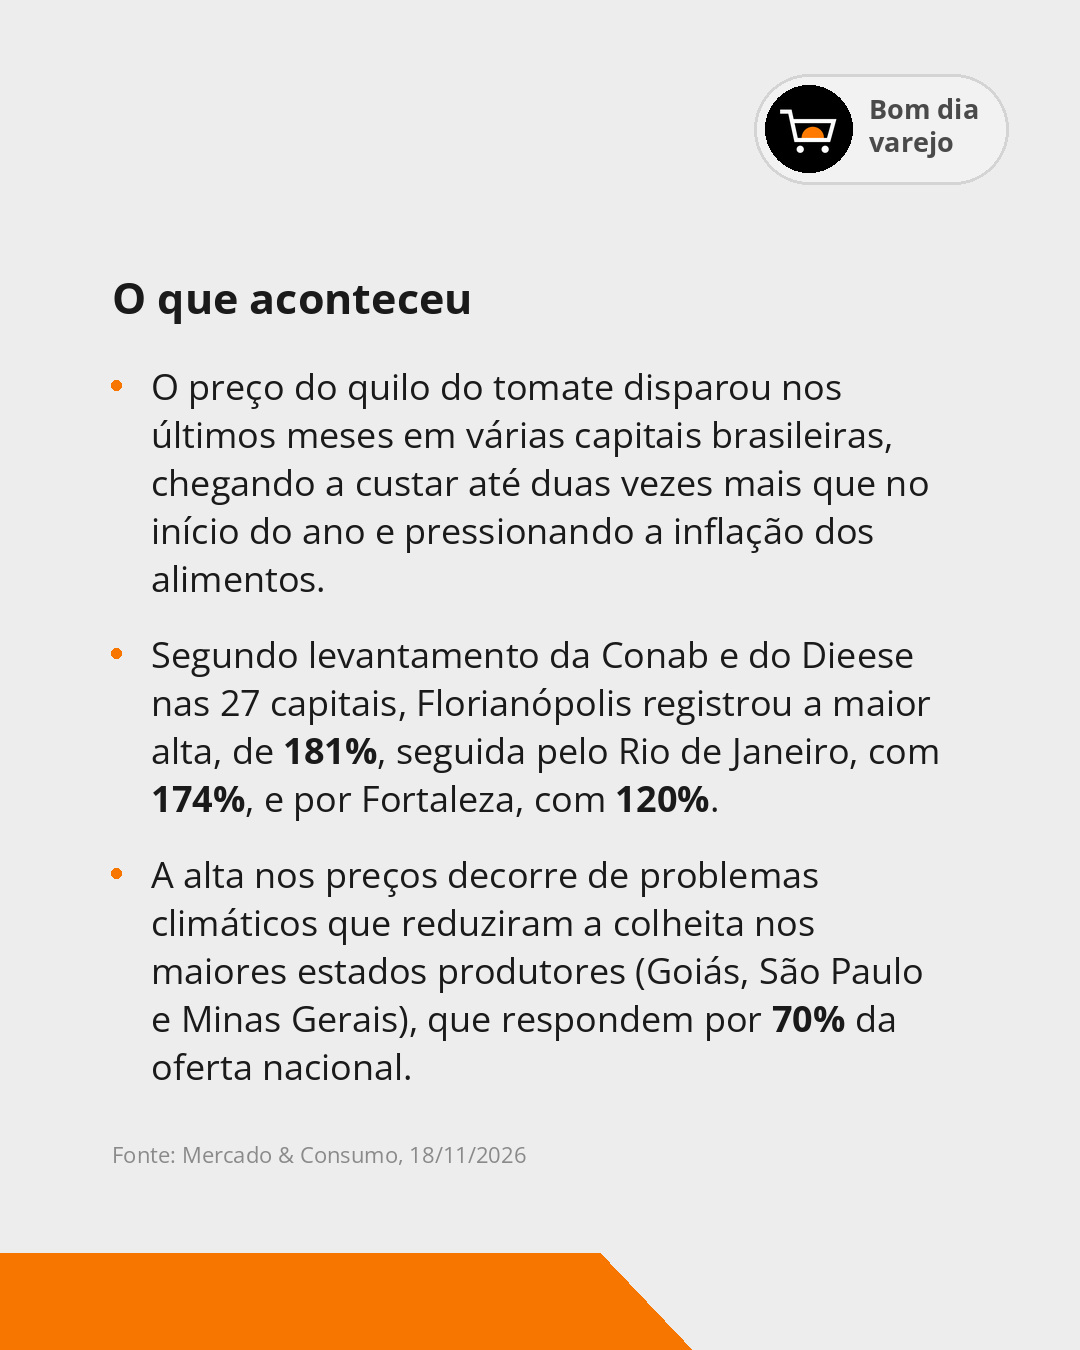 Bom dia
varejo
O que aconteceu
• O preço do quilo do tomate disparou nos
últimos meses em várias capitais brasileiras,
chegando a custar até duas vezes mais que no
início do ano e pressionando a inflação dos
alimentos.
• Segundo levantamento da Conab e do Dieese
nas 27 capitais, Florianópolis registrou a maior
alta, de 181%, seguida pelo Rio de Janeiro, com
174%, e por Fortaleza, com 120%.
• A alta nos preços decorre de problemas
climáticos que reduziram a colheita nos
maiores estados produtores (Goiás, São Paulo
e Minas Gerais), que respondem por 70% da
oferta nacional.
Fonte: Mercado & Consumo, 18/11/2026